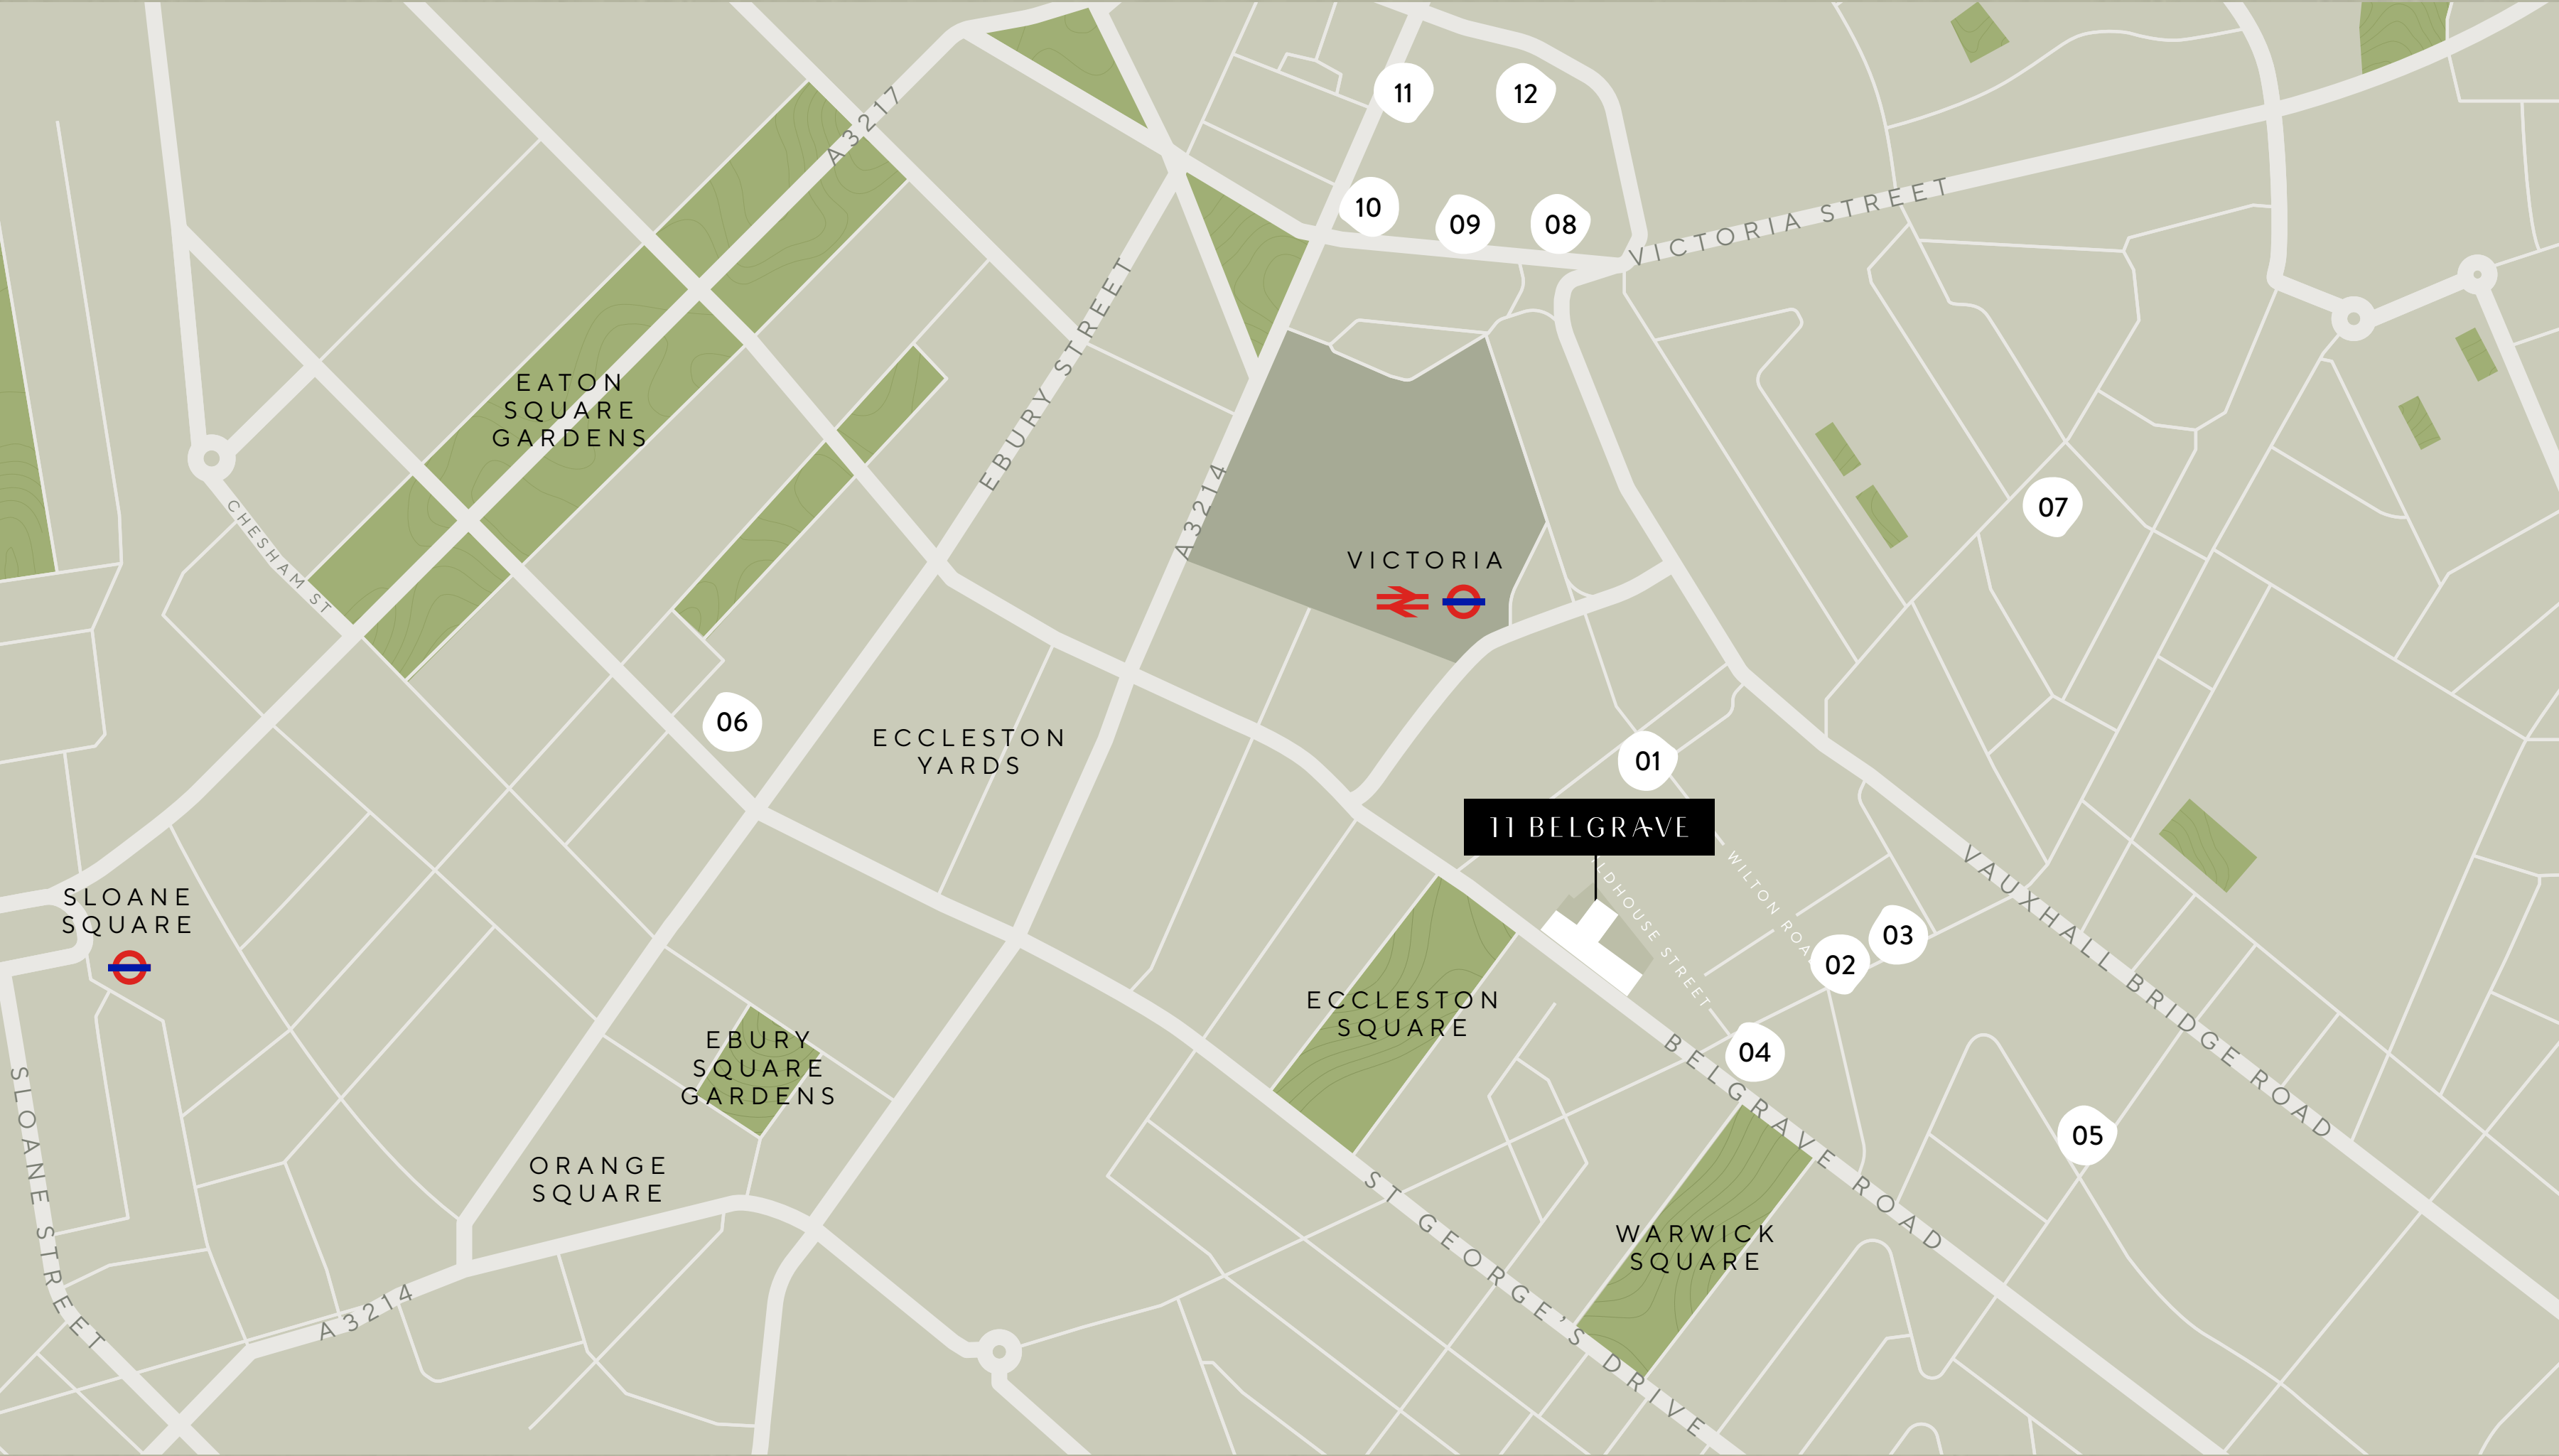 11
12
A3217
10
09
08
VICTORIA STREET
EBURY STREET
EATON
SQUARE
GARDENS
A3214
07
CHESHAM ST
VICTORIA
06
ECCLESTON
YARDS
01
11 BELGRAVE
WILTON ROAD
VAUXHALL BRIDGE ROAD
SLOANE
SQUARE
STREET
03
02
ECCLESTON
SQUARE
EBURY
SQUARE
GARDENS
04
BELGRAVE ROAD
SLOANE STREET
05
ORANGE
SQUARE
ST GEORGE'S DRIVE
WARWICK
SQUARE
A3214